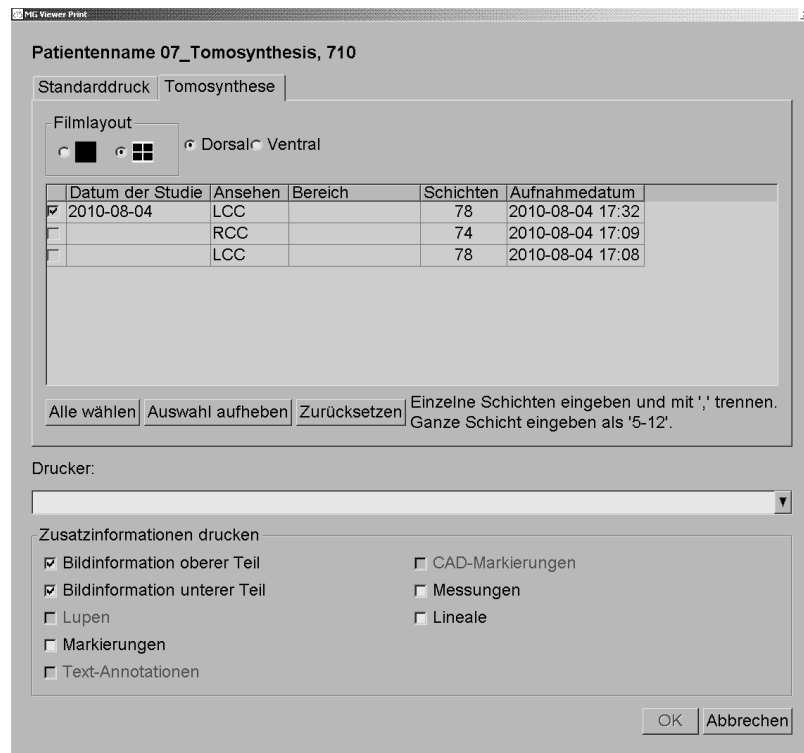 MG Viewer Print
Patientenname 07_Tomosynthesis, 710
Standarddruck Tomosynthese
Filmlayout
Dorsal Ventral
Datum der Studie Ansehen Bereich Schichten Aufnahmedatum
2010-08-04 LCC 78 2010-08-04 17:32
RCC 74 2010-08-04 17:09
LCC 78 2010-08-04 17:08
Alle wählen Auswahl aufheben Zurücksetzen Einzelne Schichten eingeben und mit ',' trennen.
Ganze Schicht eingeben als '5-12'.
Drucker:
Zusatzinformationen drucken
Bildinformation oberer Teil CAD-Markierungen
Bildinformation unterer Teil Messungen
Lupen Lineale
Markierungen
Text-Annotationen
OK Abbrechen